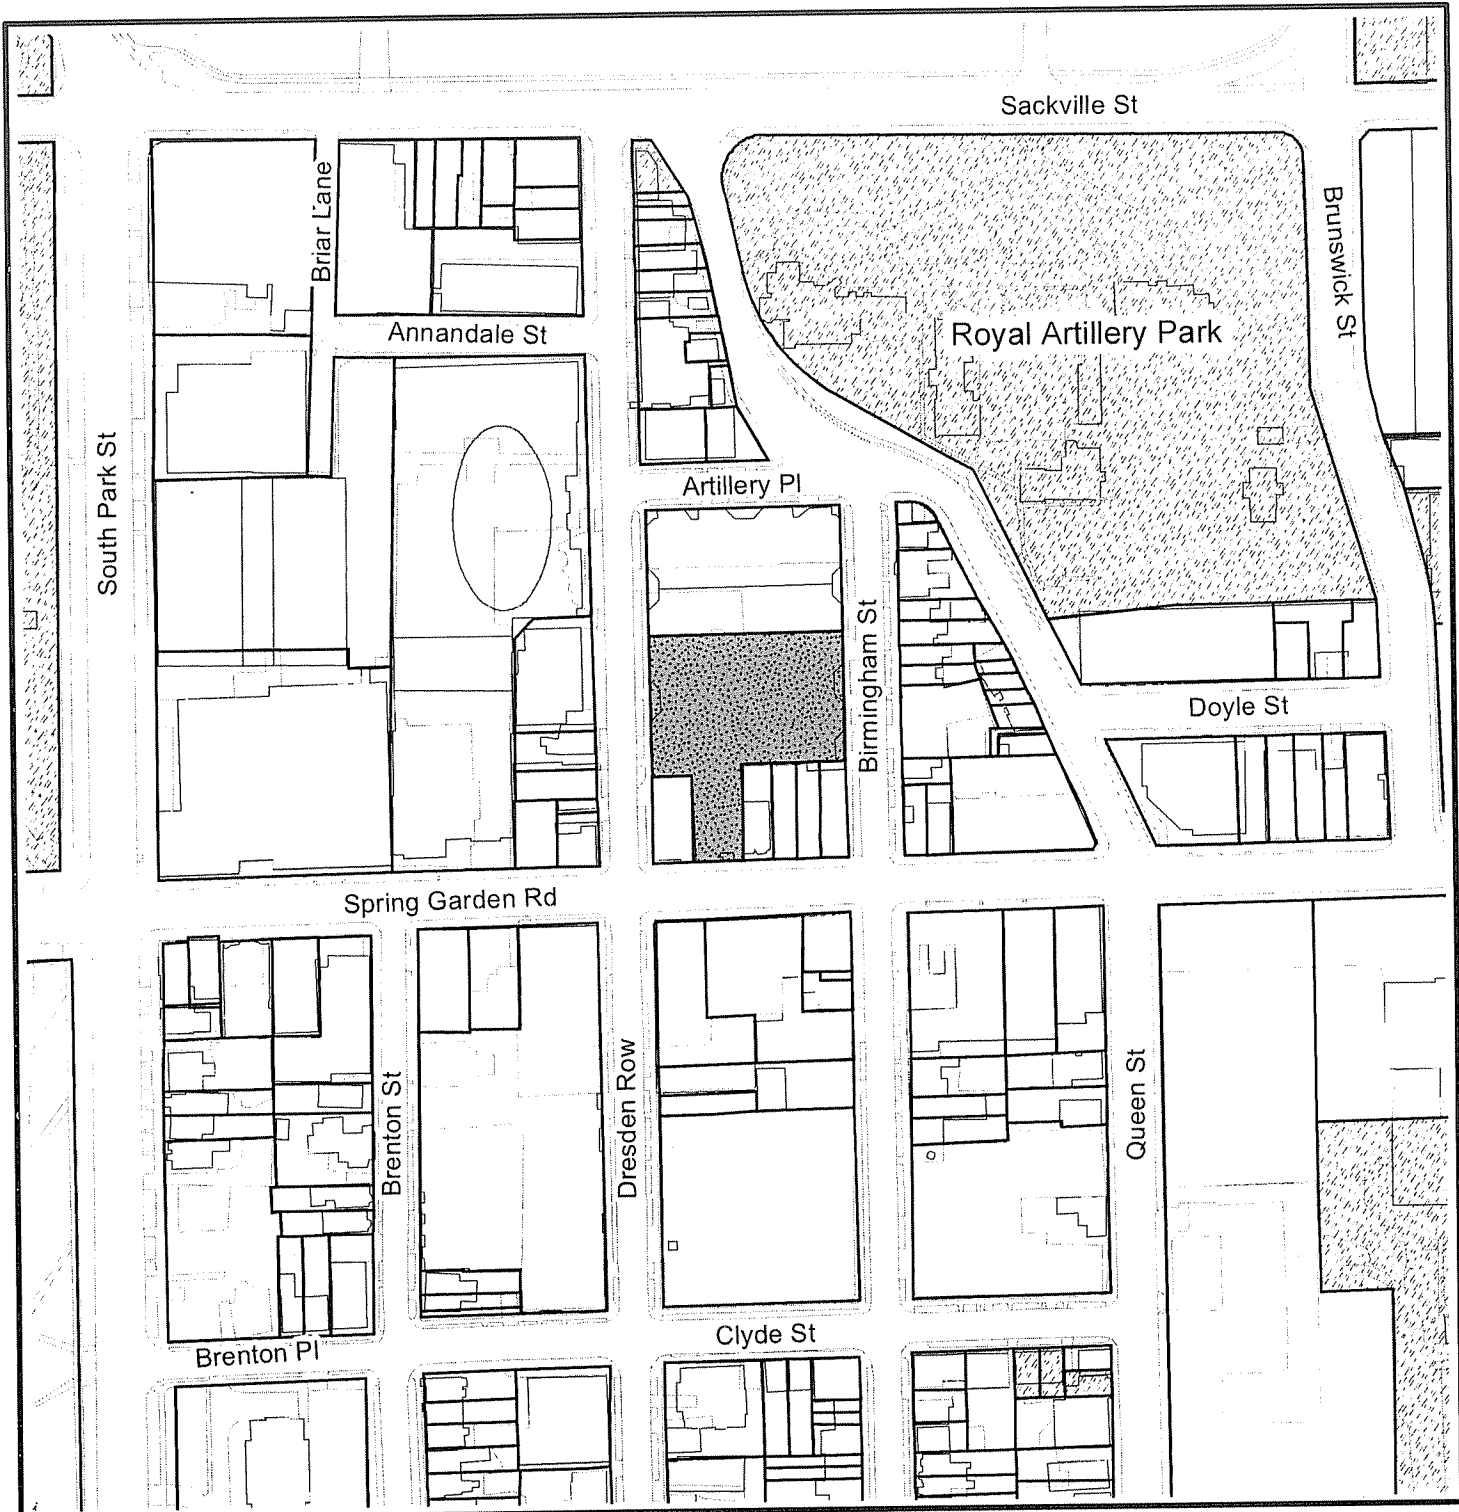 Sackville St
Briar Lane
Brunswick St
Annandale St
Royal Artillery Park
South Park St
Artillery Pl
Birmingham St
Doyle St
Spring Garden Rd
Brenton St
Dresden Row
Queen St
Clyde St
Brenton Pl